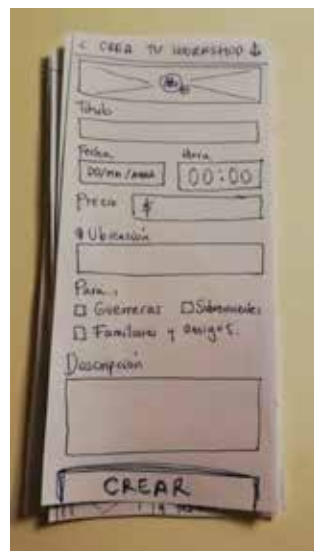 < CREA TU WORKSHOP
Título
Fecha Hora
DD/MM/AAAA 00:00
Precio $
Ubicación
Para:
Guerreras Sobrevivientes
Familiares y amigos.
Descripción
CREAR